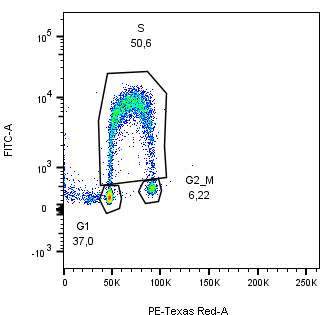 S
50,6
10^5
10^4
10^3
0
-10^3
FITC-A
G2_M
6,22
G1
37,0
0 50K 100K 150K 200K 250K
PE-Texas Red-A